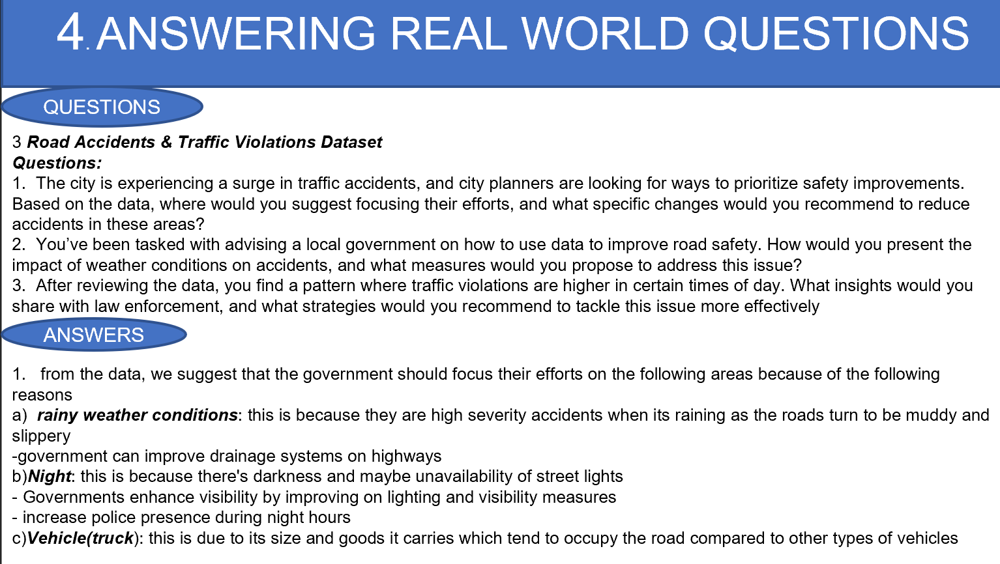 4. ANSWERING REAL WORLD QUESTIONS
QUESTIONS
3 Road Accidents & Traffic Violations Dataset
Questions:
1.  The city is experiencing a surge in traffic accidents, and city planners are looking for ways to prioritize safety improvements.
Based on the data, where would you suggest focusing their efforts, and what specific changes would you recommend to reduce
accidents in these areas?
2.  You’ve been tasked with advising a local government on how to use data to improve road safety. How would you present the
impact of weather conditions on accidents, and what measures would you propose to address this issue?
3.  After reviewing the data, you find a pattern where traffic violations are higher in certain times of day. What insights would you
share with law enforcement, and what strategies would you recommend to tackle this issue more effectively
ANSWERS
1.   from the data, we suggest that the government should focus their efforts on the following areas because of the following
reasons
a)  rainy weather conditions: this is because they are high severity accidents when its raining as the roads turn to be muddy and
slippery
-government can improve drainage systems on highways
b)Night: this is because there's darkness and maybe unavailability of street lights
- Governments enhance visibility by improving on lighting and visibility measures
- increase police presence during night hours
c)Vehicle(truck): this is due to its size and goods it carries which tend to occupy the road compared to other types of vehicles